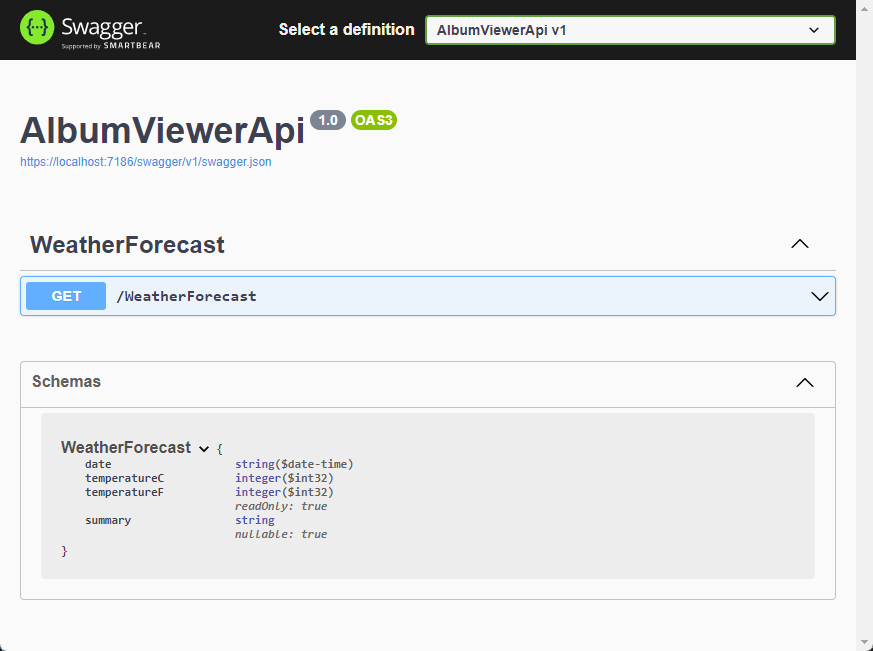 Swagger
Supported by SMARTBEAR
Select a definition
AlbumViewerApi v1
AlbumViewerApi 1.0 OAS3
https://localhost:7186/swagger/v1/swagger.json
WeatherForecast
GET /WeatherForecast
Schemas
WeatherForecast {
date string($date-time)
temperatureC integer($int32)
temperatureF integer($int32)
readOnly: true
summary string
nullable: true
}